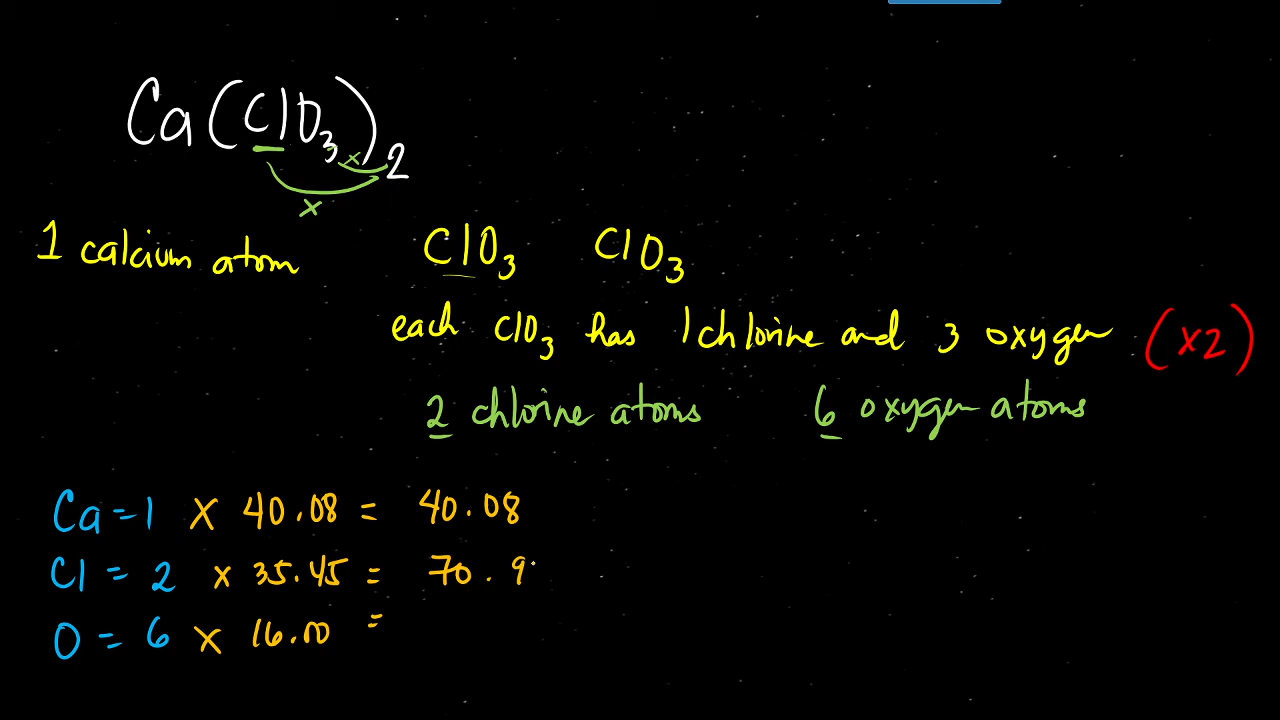 Ca(ClO₃)₂
x
x
1 calcium atom ClO₃ ClO₃
each ClO₃ has 1 chlorine and 3 oxygen (x2)
2 chlorine atoms 6 oxygen atoms
Ca = 1 x 40.08 = 40.08
Cl = 2 x 35.45 = 70.9
O = 6 x 16.00 =